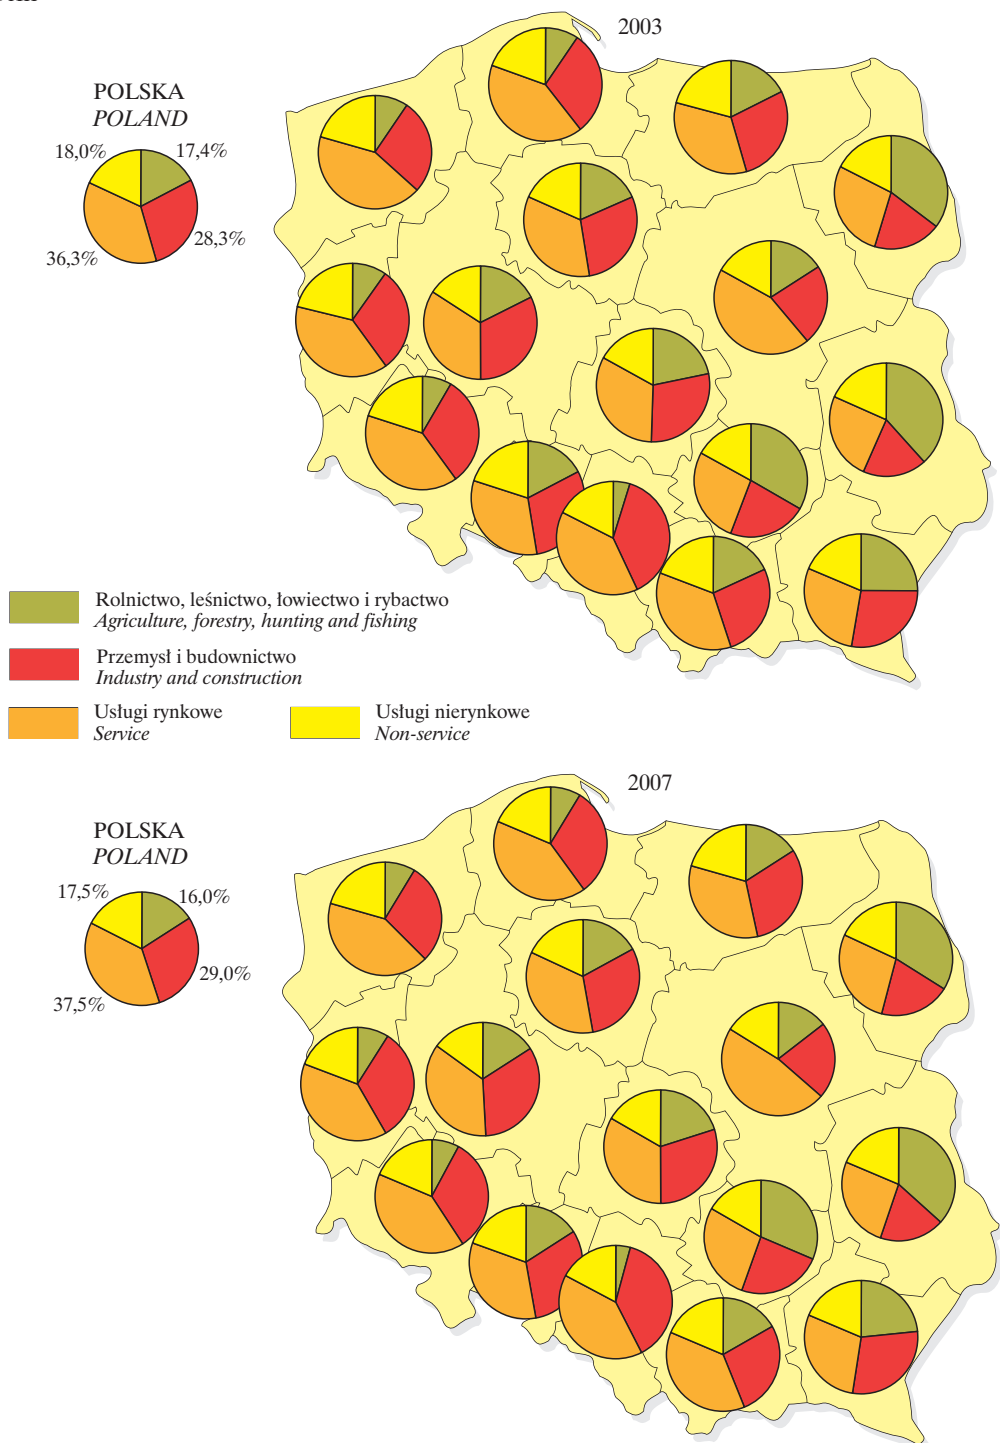 2003
POLSKA
POLAND
18,0%
17,4%
28,3%
36,3%
Rolnictwo, leśnictwo, łowiectwo i rybactwo
Agriculture, forestry, hunting and fishing
Przemysł i budownictwo
Industry and construction
Usługi rynkowe
Service
Usługi nierynkowe
Non-service
2007
POLSKA
POLAND
17,5%
16,0%
29,0%
37,5%